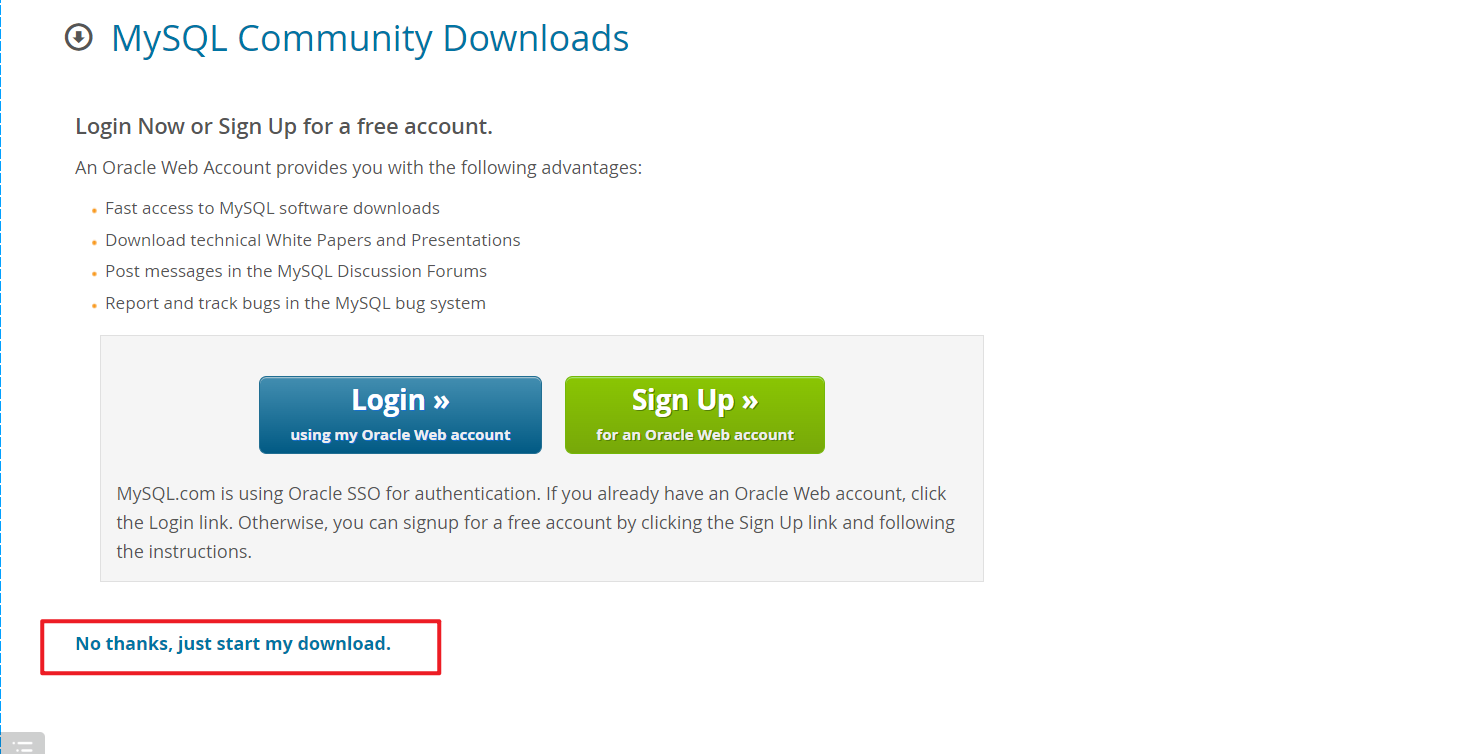 MySQL Community Downloads
Login Now or Sign Up for a free account.
An Oracle Web Account provides you with the following advantages:
Fast access to MySQL software downloads
Download technical White Papers and Presentations
Post messages in the MySQL Discussion Forums
Report and track bugs in the MySQL bug system
Login »
using my Oracle Web account
Sign Up »
for an Oracle Web account
MySQL.com is using Oracle SSO for authentication. If you already have an Oracle Web account, click
the Login link. Otherwise, you can signup for a free account by clicking the Sign Up link and following
the instructions.
No thanks, just start my download.